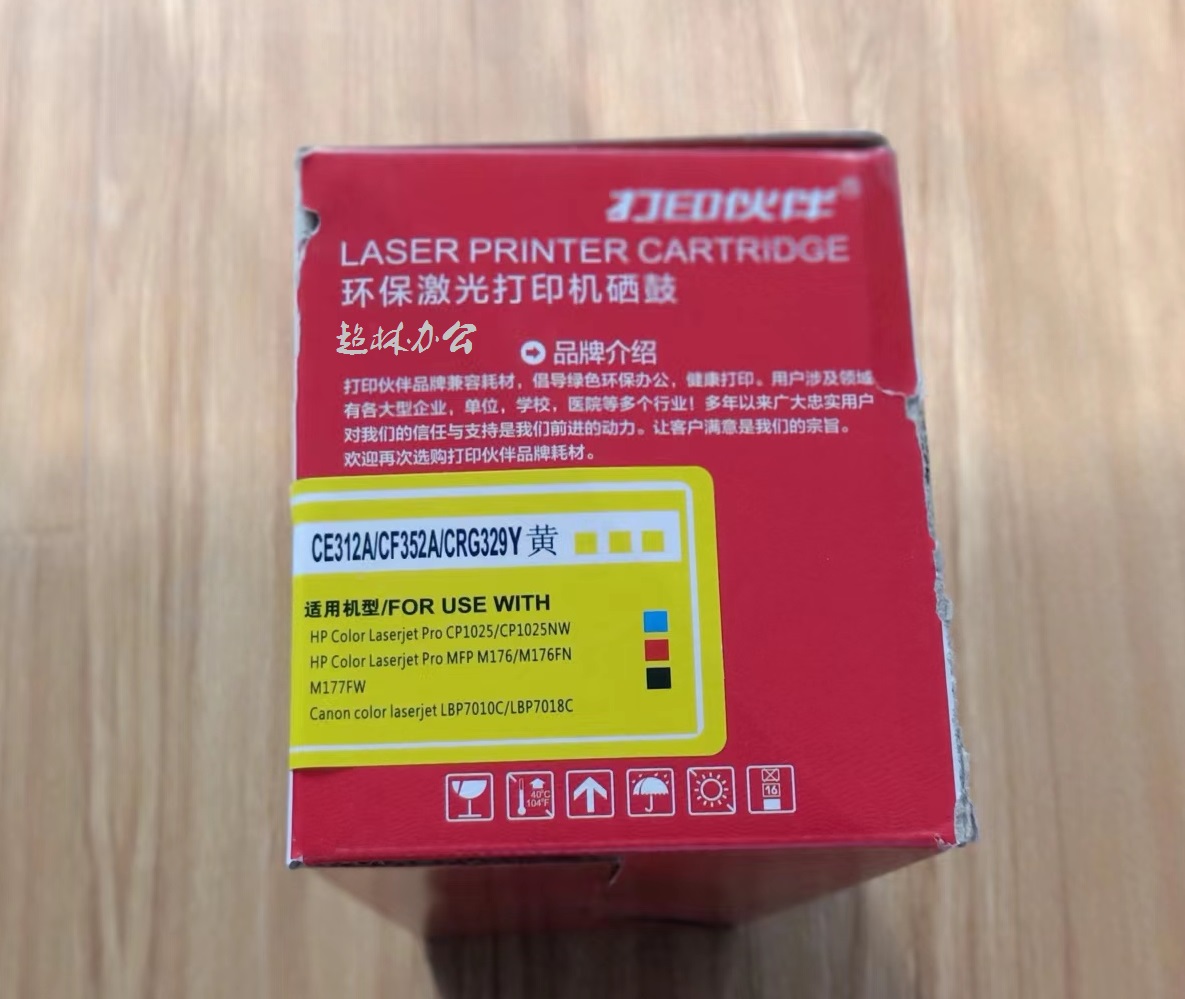 打印伙伴®
LASER PRINTER CARTRIDGE
环保激光打印机硒鼓
超林办公
品牌介绍
打印伙伴品牌兼容耗材，倡导绿色环保办公，健康打印。用户涉及领域
有各大型企业，单位，学校，医院等多个行业！多年以来广大忠实用户
对我们的信任与支持是我们前进的动力。让客户满意是我们的宗旨。
欢迎再次选购打印伙伴品牌耗材。
CE312A/CF352A/CRG329Y 黄
适用机型/FOR USE WITH
HP Color Laserjet Pro CP1025/CP1025NW
HP Color Laserjet Pro MFP M176/M176FN
M177FW
Canon color laserjet LBP7010C/LBP7018C
40°C
104°F
16